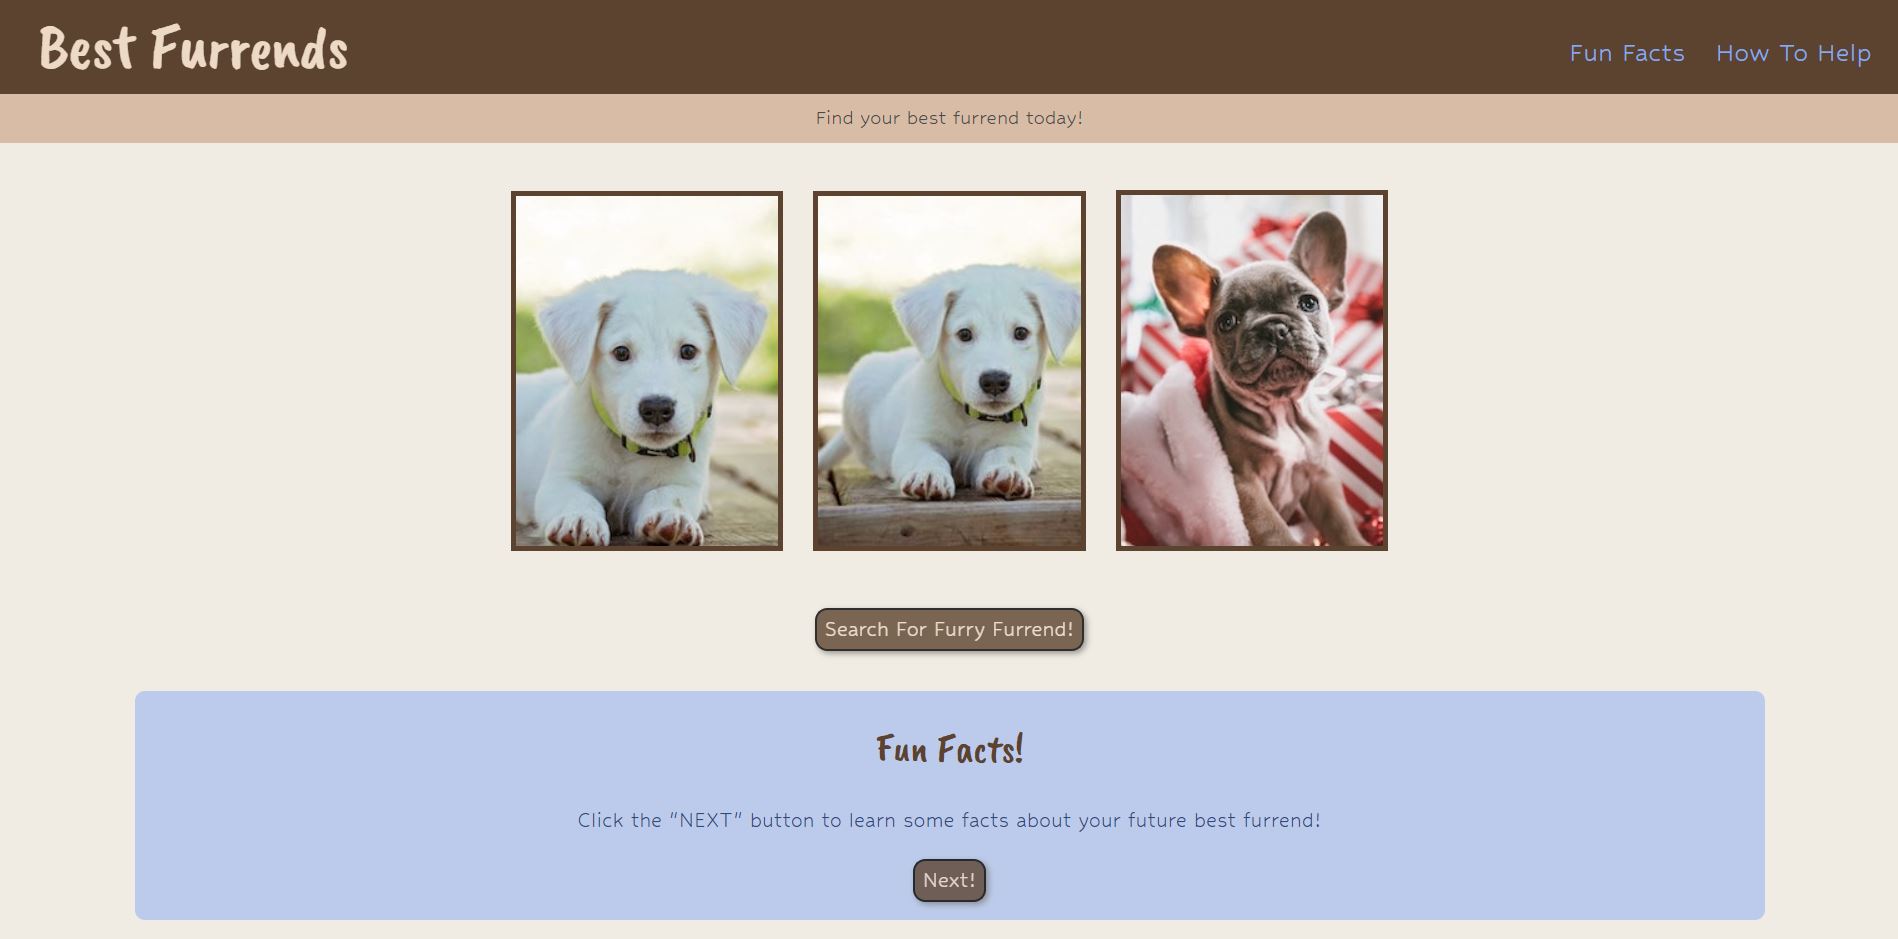 Best Furrends
Fun Facts How To Help
Find your best furrend today!
Search For Furry Furrend!
Fun Facts!
Click the “NEXT” button to learn some facts about your future best furrend!
Next!